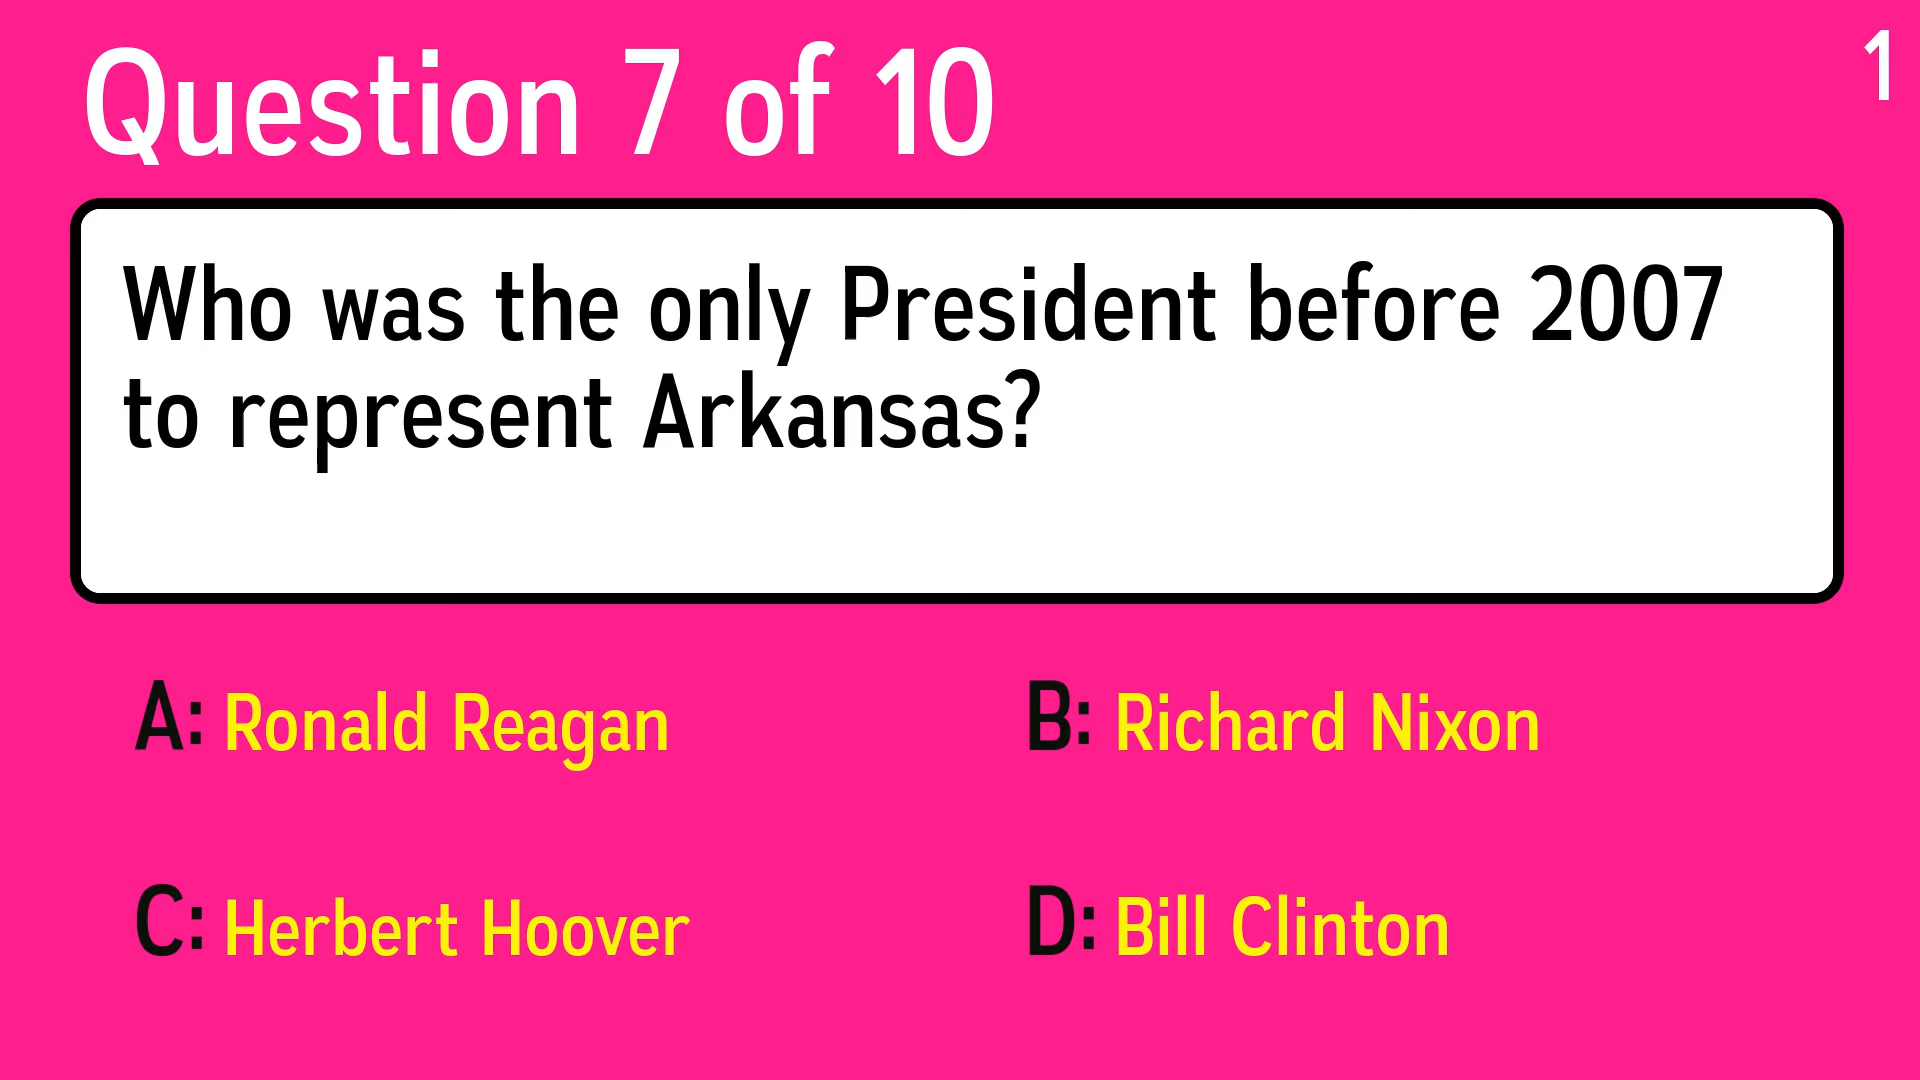 Question 7 of 10
1
Who was the only President before 2007
to represent Arkansas?
A: Ronald Reagan
B: Richard Nixon
C: Herbert Hoover
D: Bill Clinton